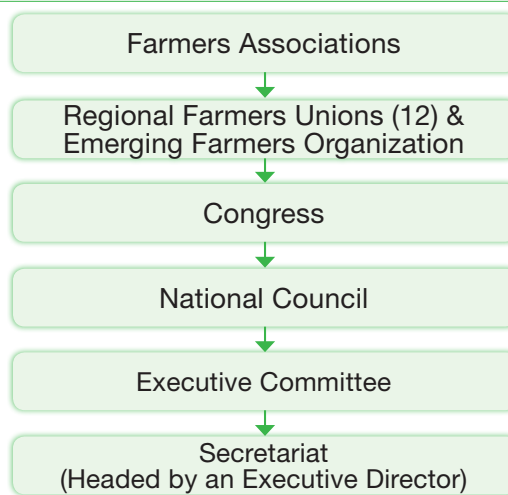 Farmers Associations
Regional Farmers Unions (12) &
Emerging Farmers Organization
Congress
National Council
Executive Committee
Secretariat
(Headed by an Executive Director)